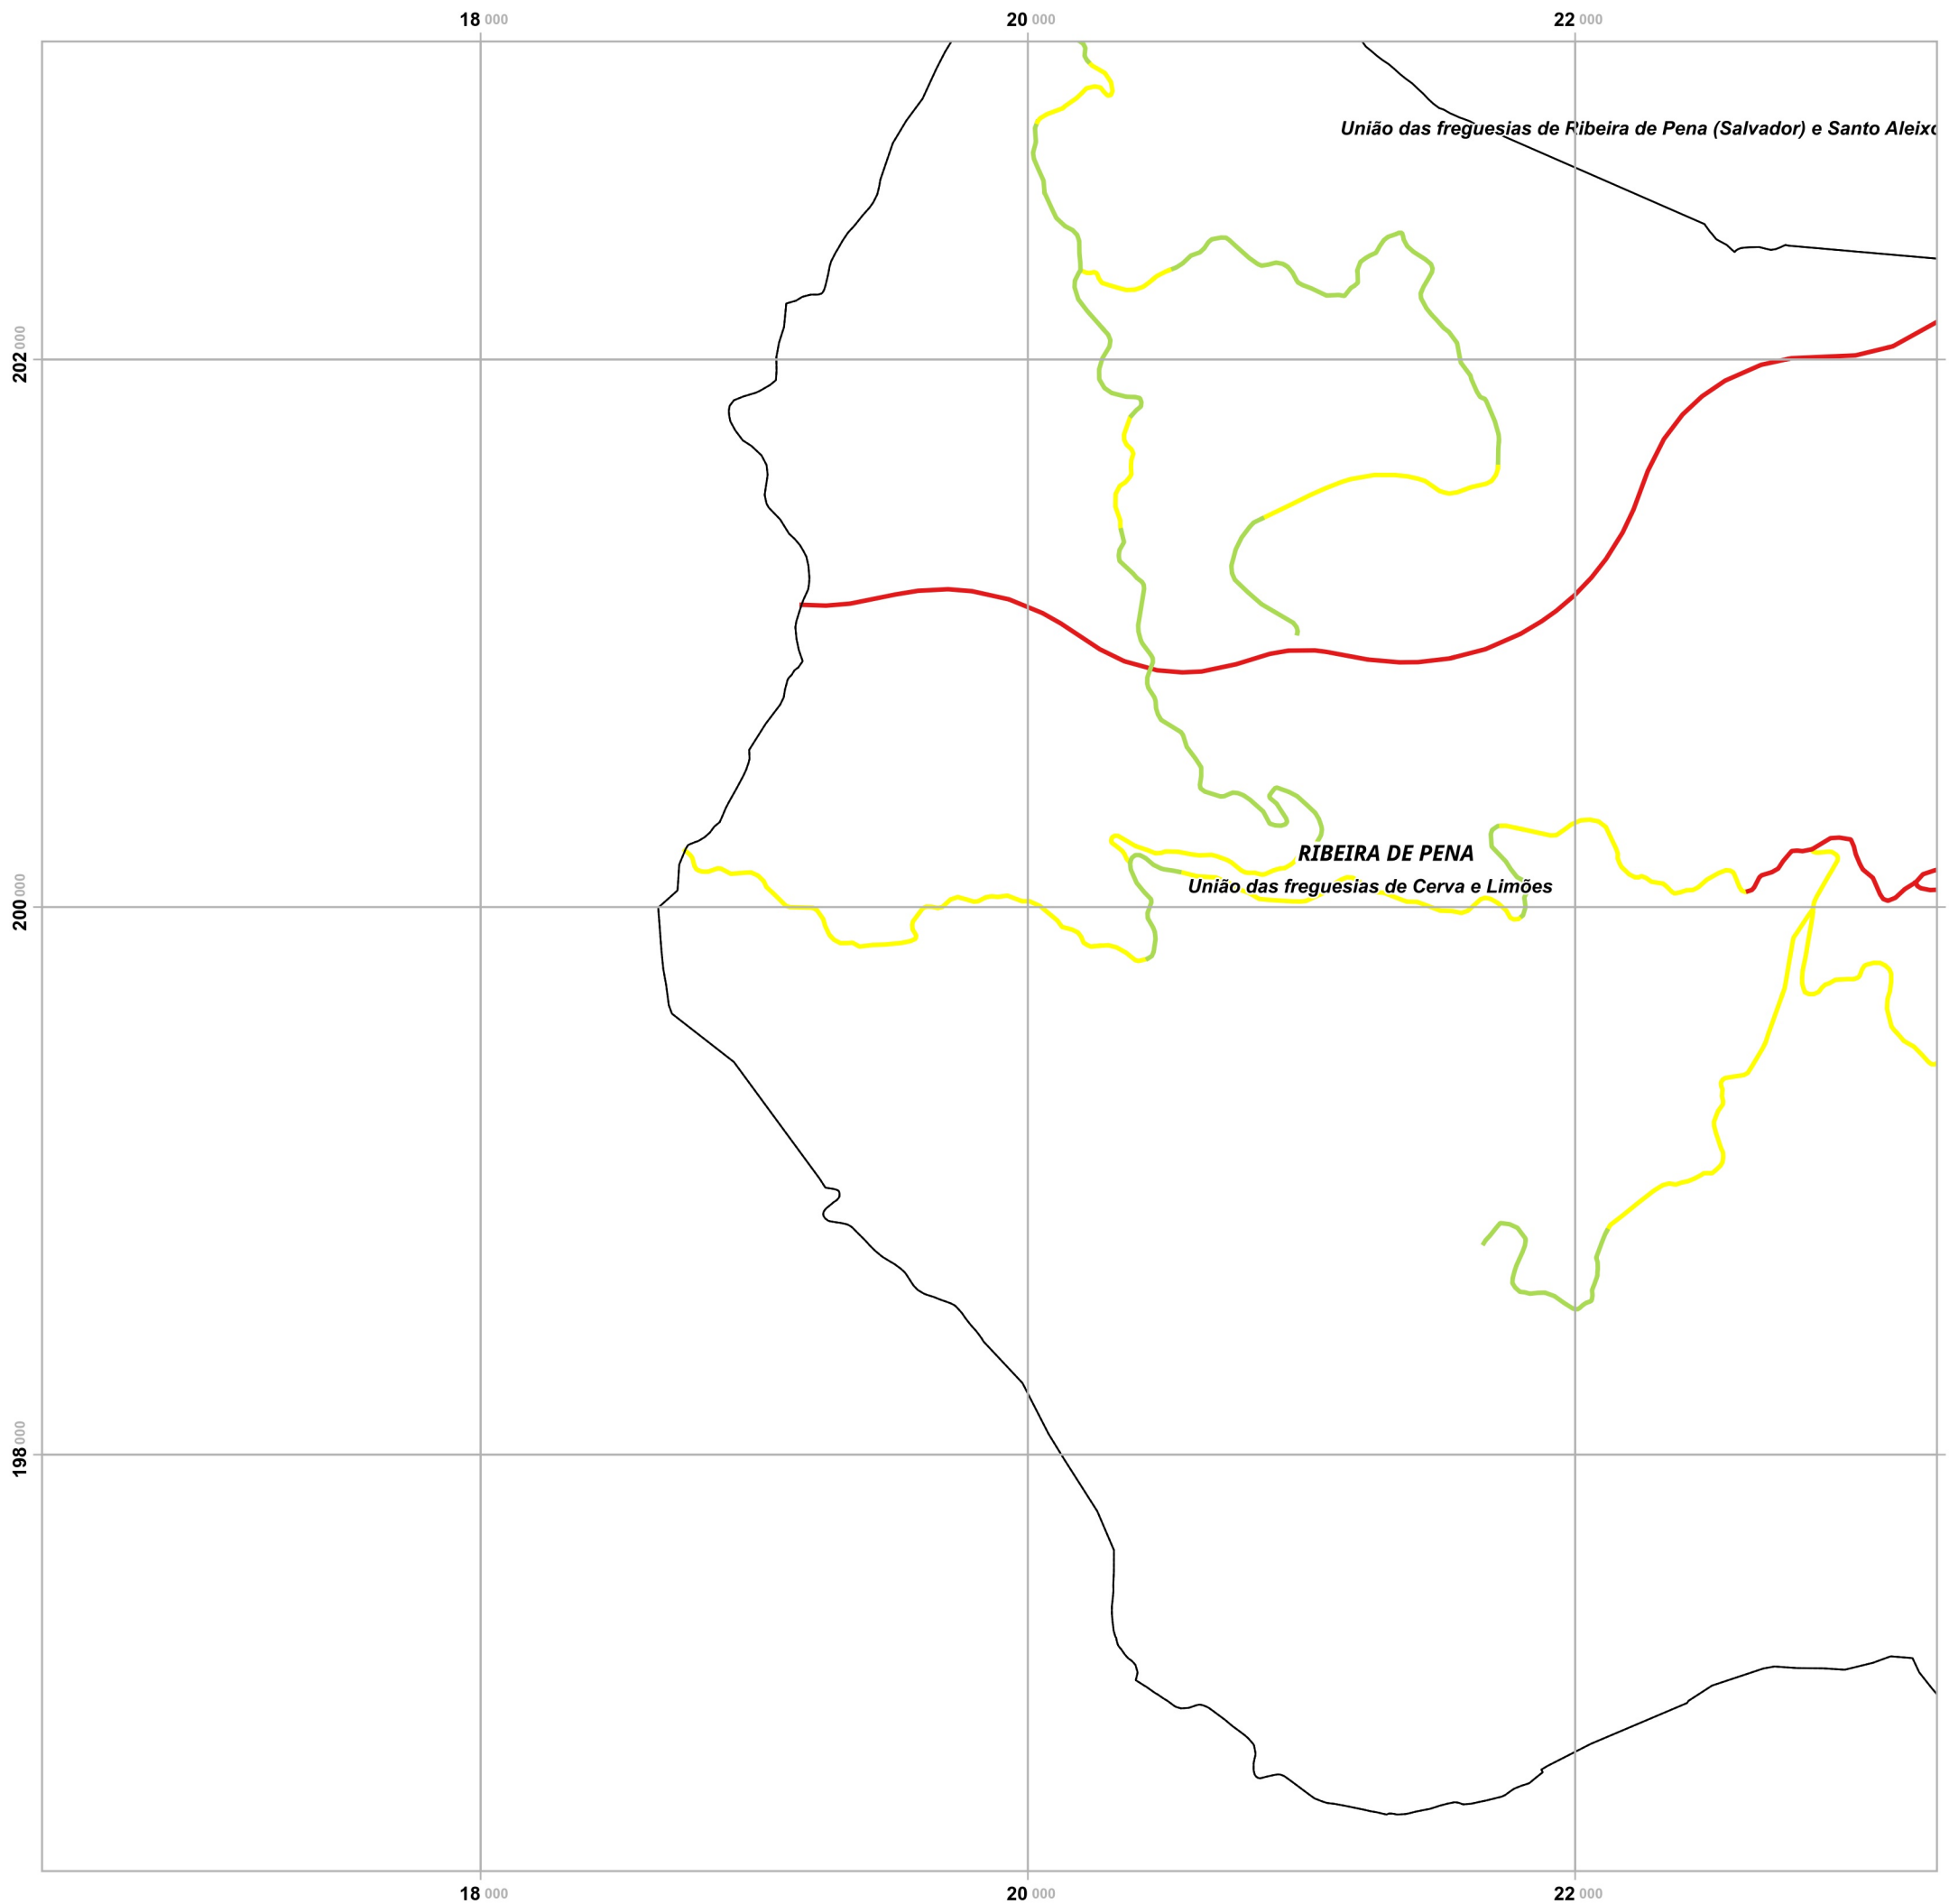 18 000 20 000 22 000
União das freguesias de Ribeira de Pena (Salvador) e Santo Aleixo
202 000
RIBEIRA DE PENA
União das freguesias de Cerva e Limões
200 000
198 000
18 000 20 000 22 000